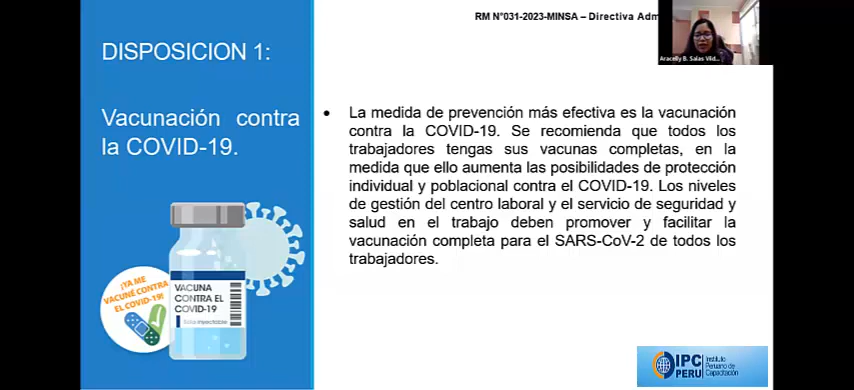 RM N°031-2023-MINSA – Directiva Adm
Aracelly B. Salas Vild...
DISPOSICION 1:
Vacunación contra
la COVID-19.
• La medida de prevención más efectiva es la vacunación
contra la COVID-19. Se recomienda que todos los
trabajadores tengas sus vacunas completas, en la
medida que ello aumenta las posibilidades de protección
individual y poblacional contra el COVID-19. Los niveles
de gestión del centro laboral y el servicio de seguridad y
salud en el trabajo deben promover y facilitar la
vacunación completa para el SARS-CoV-2 de todos los
trabajadores.
¡YA ME
VACUNÉ CONTRA
EL COVID-19!
VACUNA
CONTRA EL
COVID-19
IPC
PERU
Instituto
Peruano de
Capacitación